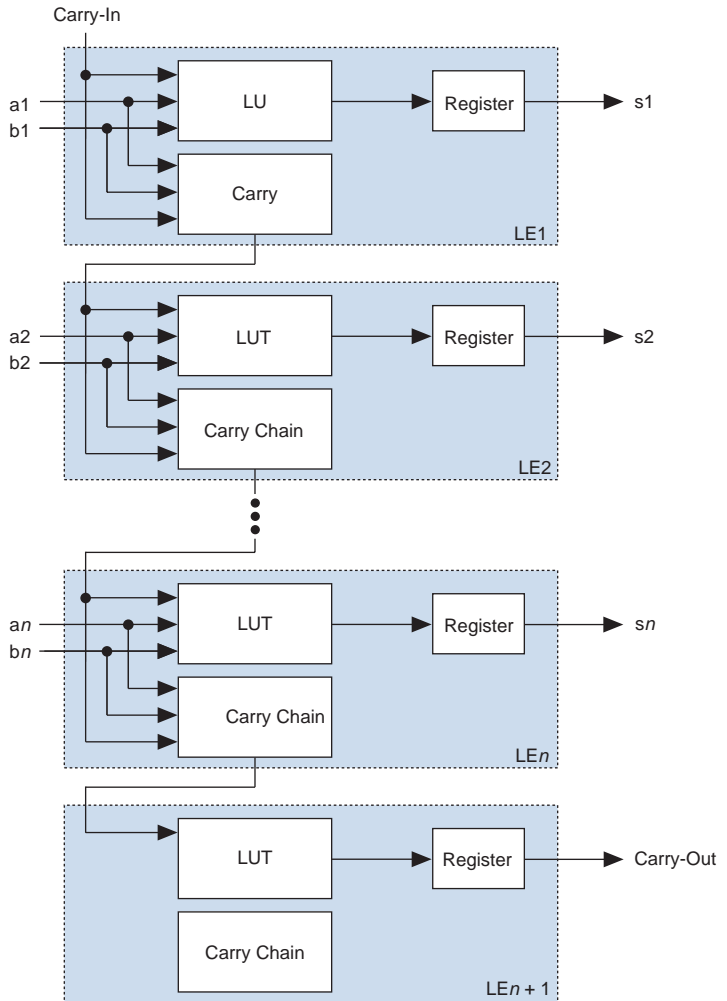 Carry-In
a1
b1
LU
Register
s1
Carry
LE1
a2
b2
LUT
Register
s2
Carry Chain
LE2
an
bn
LUT
Register
sn
Carry Chain
LEn
LUT
Register
Carry-Out
Carry Chain
LEn + 1